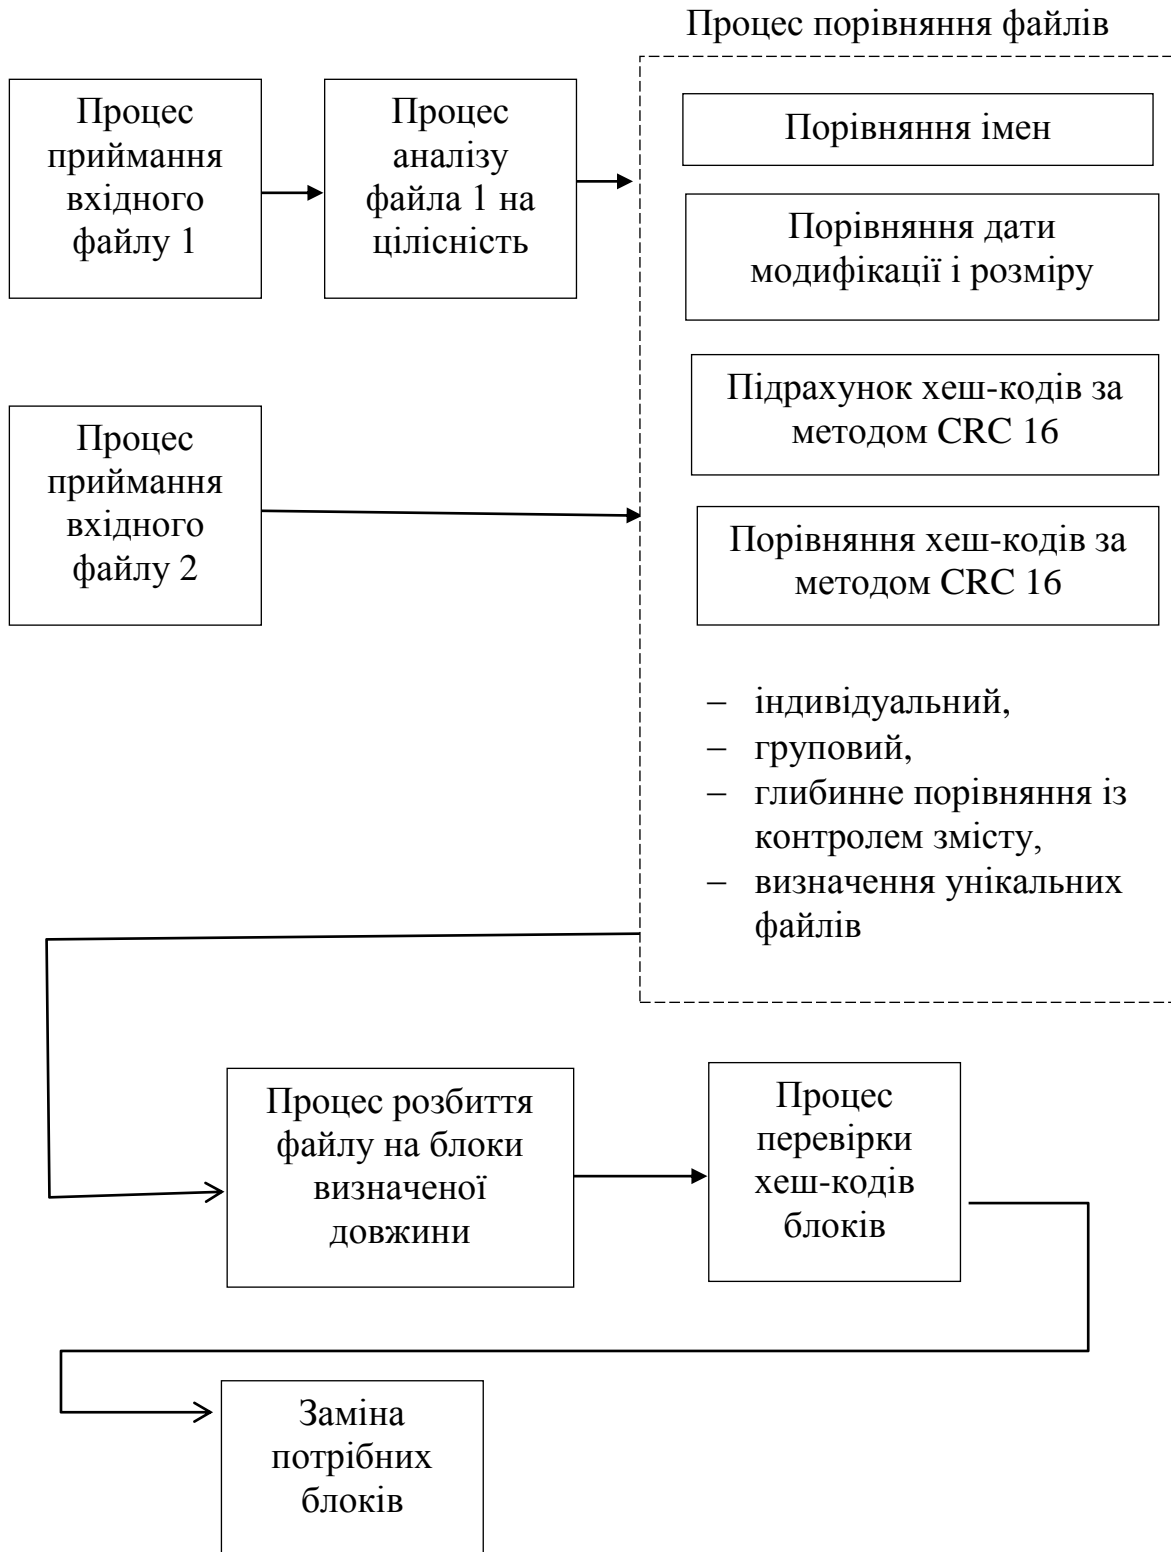 Процес порівняння файлів
Процес
приймання
вхідного
файлу 1
Процес
аналізу
файла 1 на
цілісність
Порівняння імен
Порівняння дати
модифікації і розміру
Підрахунок хеш-кодів за
методом CRC 16
Процес
приймання
вхідного
файлу 2
Порівняння хеш-кодів за
методом CRC 16
– індивідуальний,
– груповий,
– глибинне порівняння із
контролем змісту,
– визначення унікальних
файлів
Процес розбиття
файлу на блоки
визначеної
довжини
Процес
перевірки
хеш-кодів
блоків
Заміна
потрібних
блоків